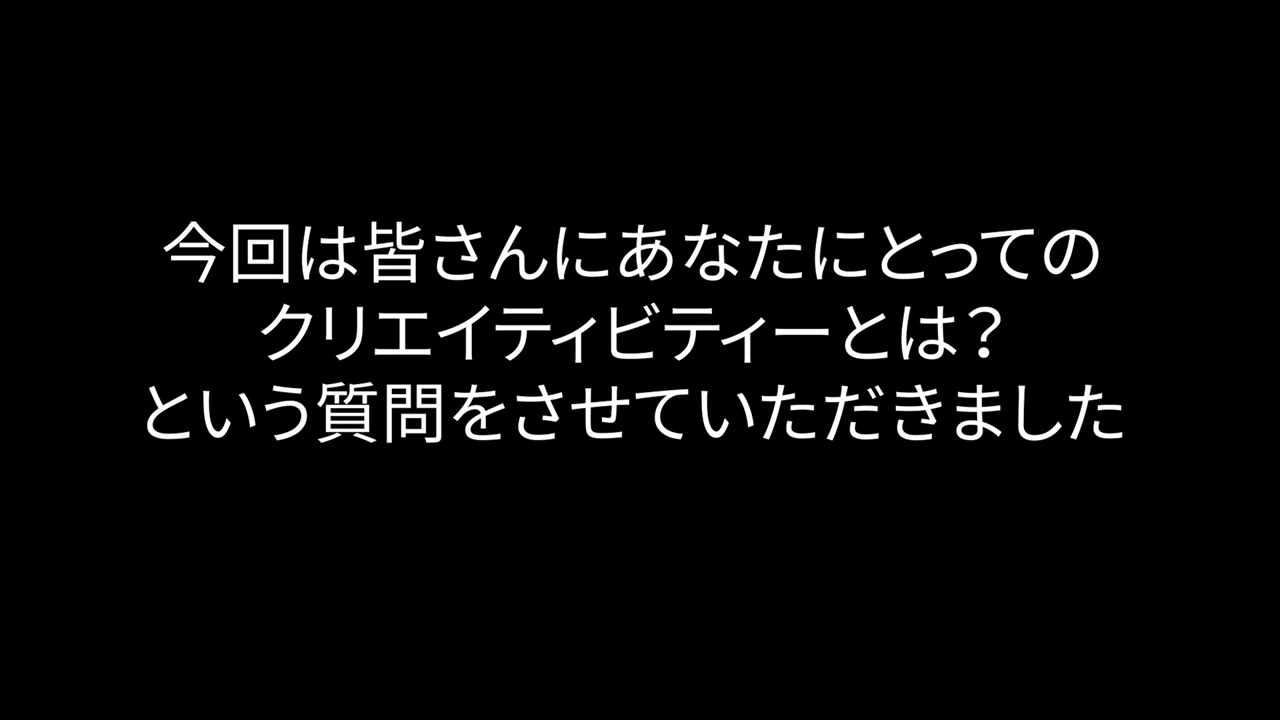 今回は皆さんにあなたにとっての
クリエイティビティーとは？
という質問をさせていただきました